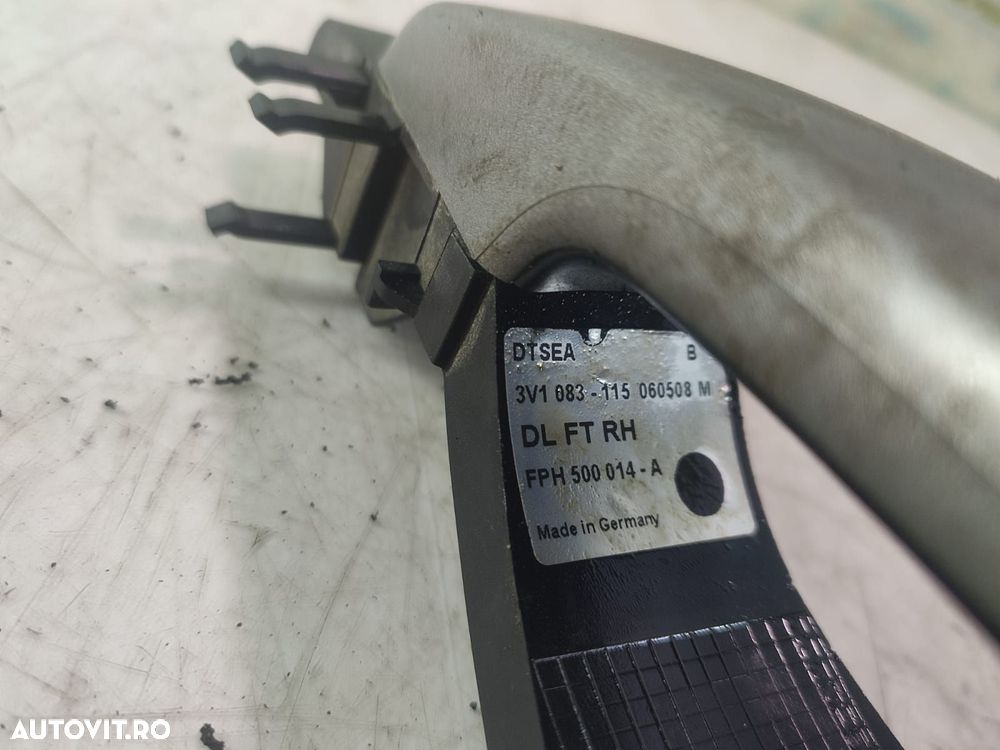 DTSEA B
3V1 083 - 115 060508 M
DL FT RH
FPH 500 014 - A
Made in Germany
AUTOVIT.RO